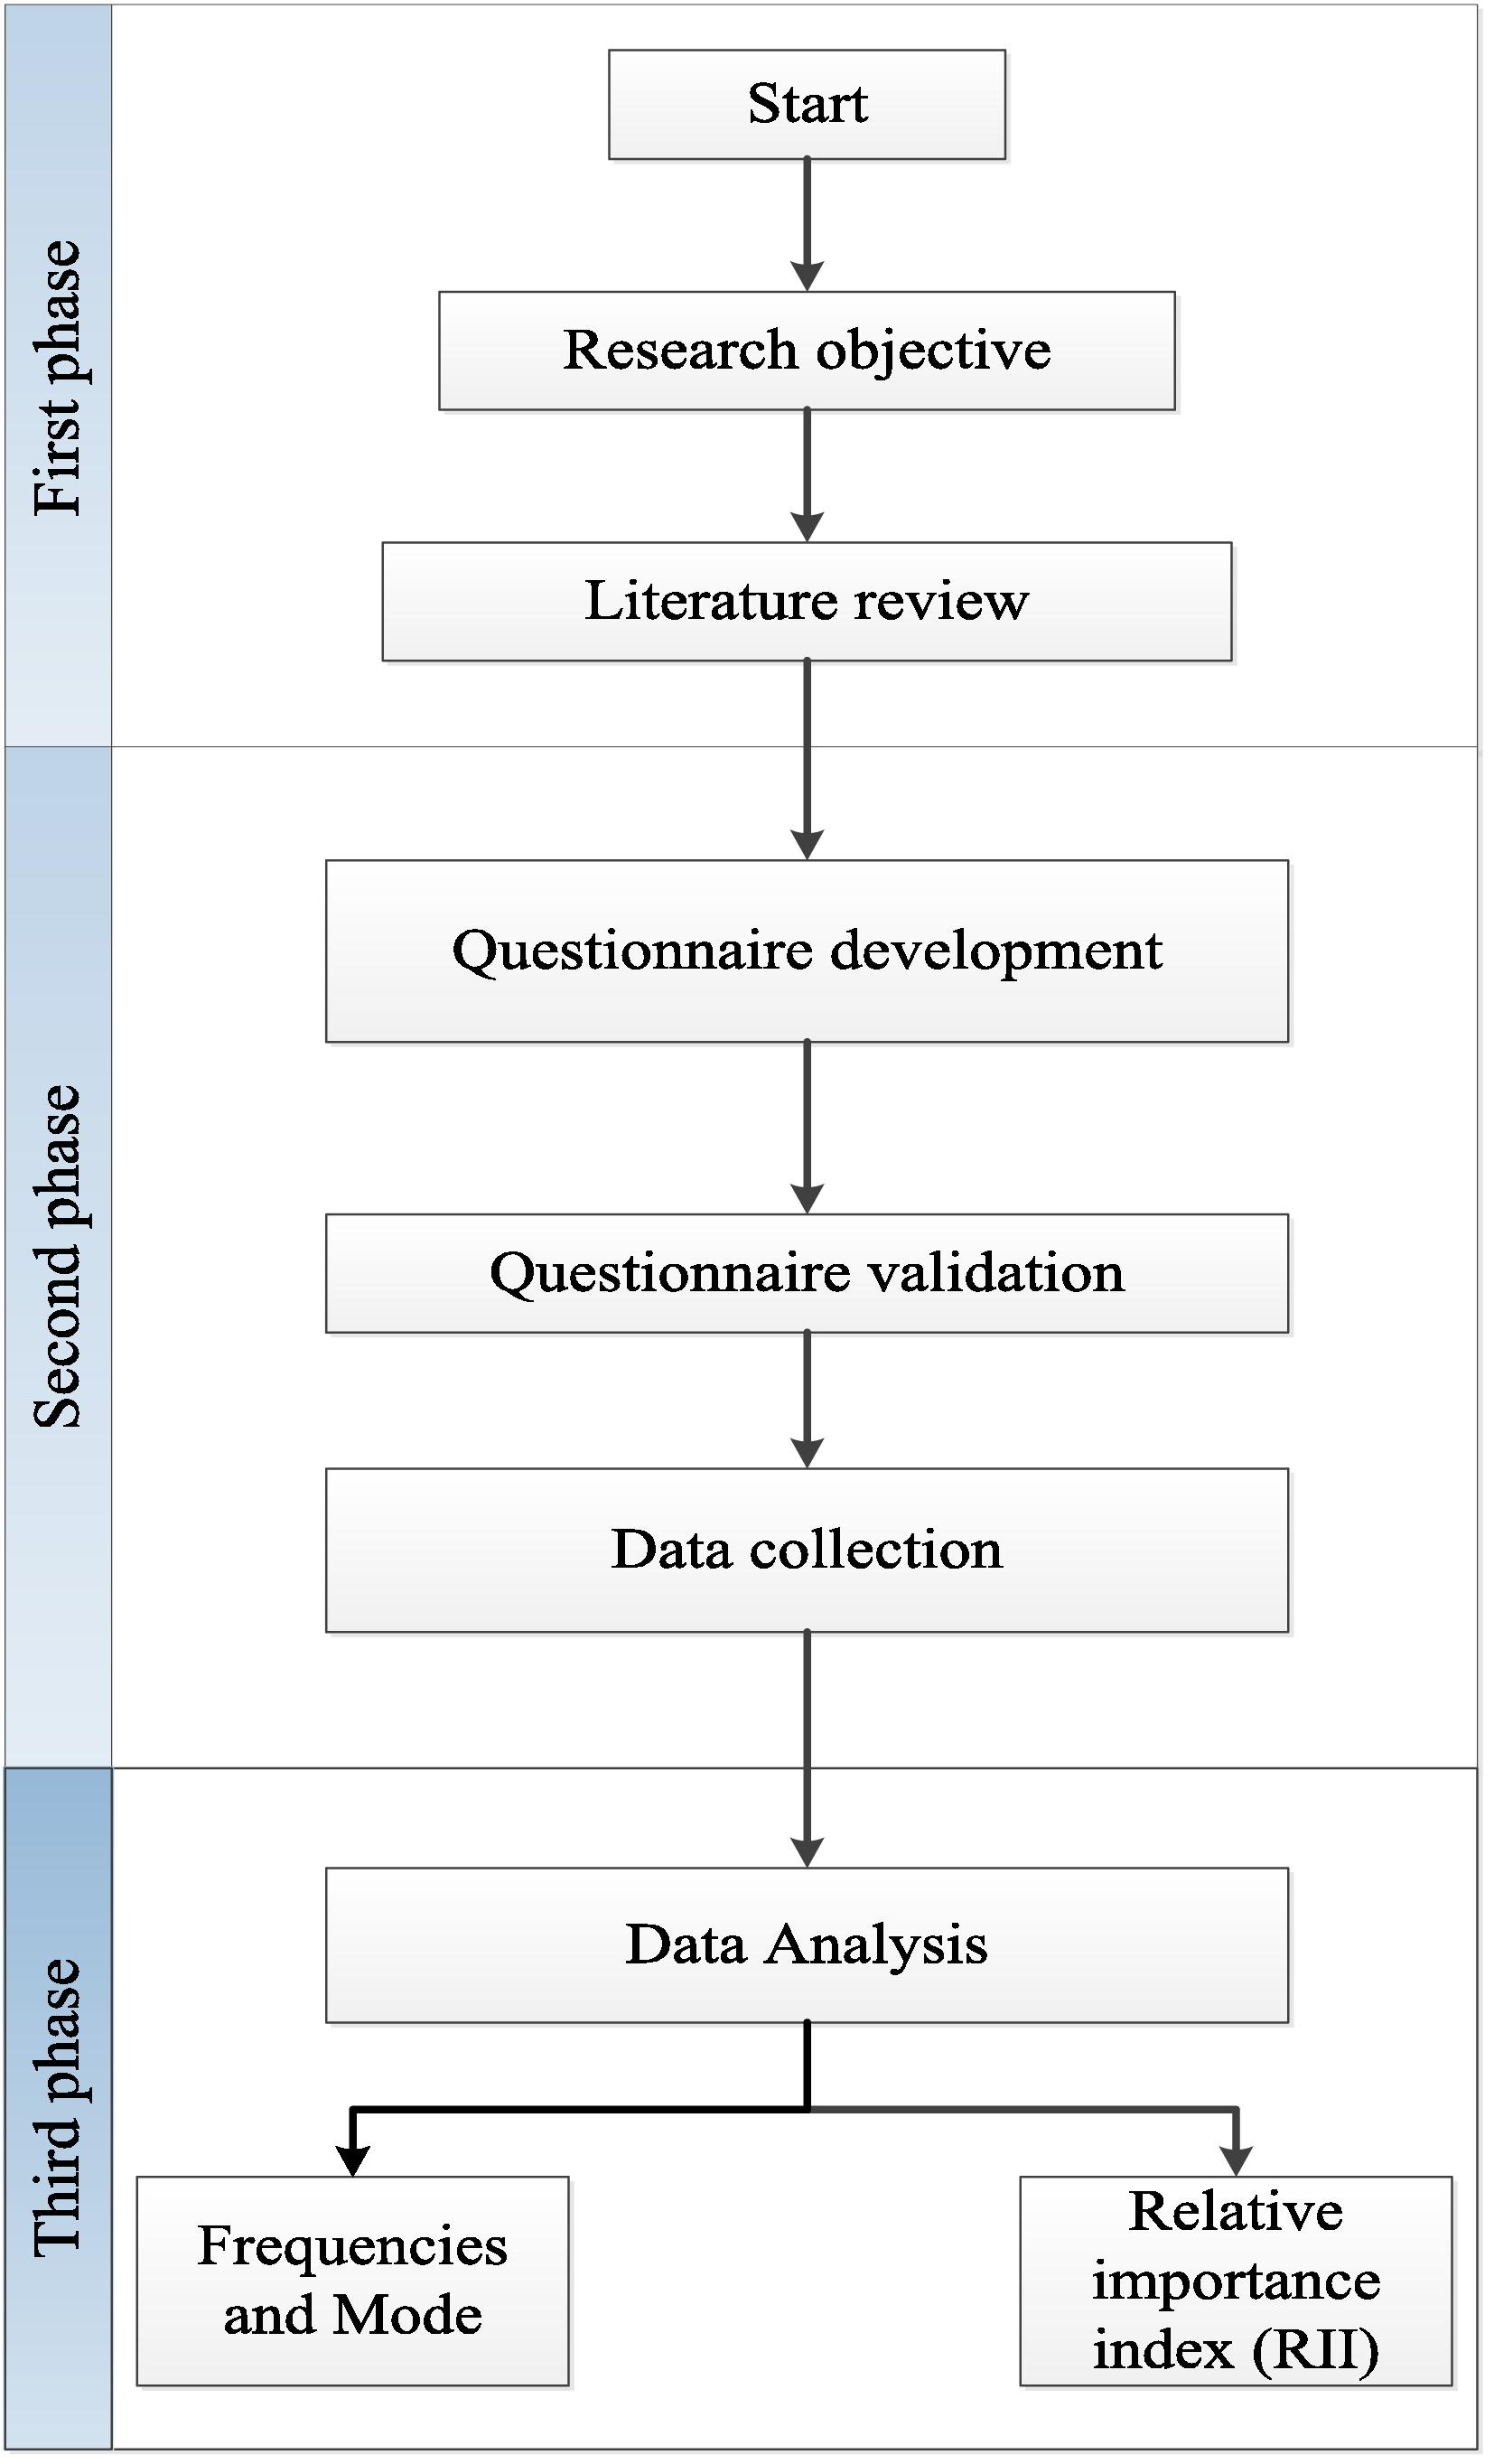 First phase
Start
Research objective
Literature review
Second phase
Questionnaire development
Questionnaire validation
Data collection
Third phase
Data Analysis
Frequencies
and Mode
Relative
importance
index (RII)